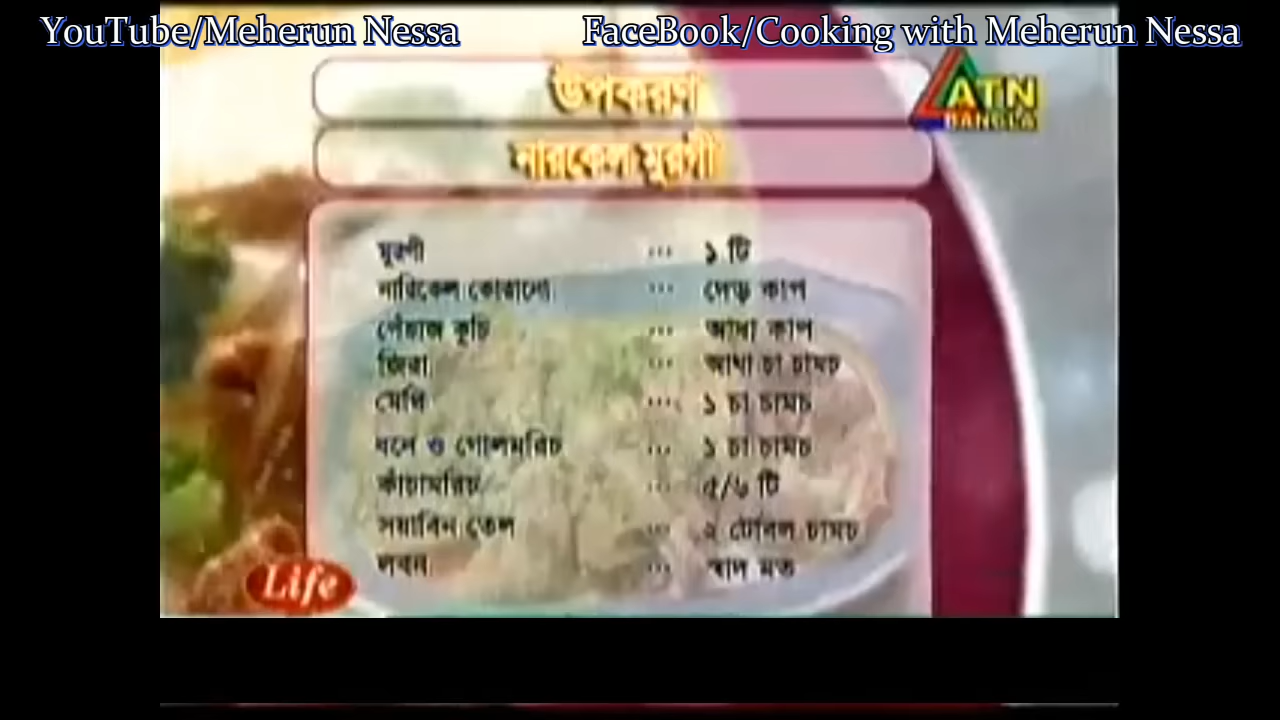 YouTube/Meherun Nessa
FaceBook/Cooking with Meherun Nessa
ATN
BANGLA
উপকরণ
নারকেল মুরগী
মুরগী ... ১ টি
নারিকেল কোরানো ... দেড় কাপ
পেঁয়াজ কুচি ... আধা কাপ
জিরা ... আধা চা চামচ
মেথি ... ১ চা চামচ
ধনে ও গোলমরিচ ... ১ চা চামচ
কাঁচামরিচ ... ৫/৬ টি
সয়াবিন তেল ... ২ টেবিল চামচ
লবন ... স্বাদ মত
Life